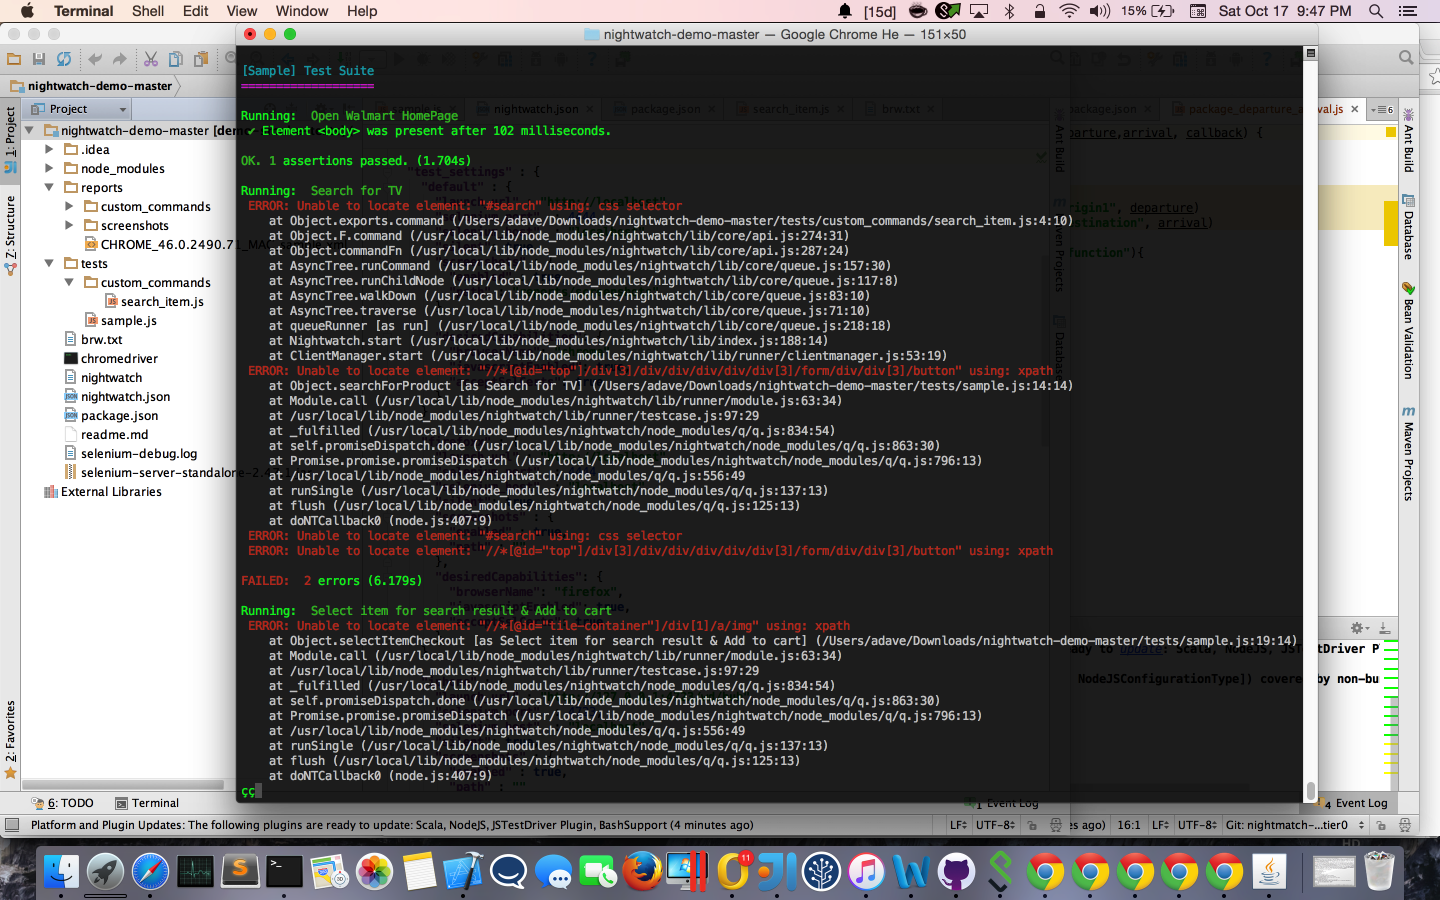 Terminal Shell Edit View Window Help [15d] 15% Sat Oct 17 9:47 PM
nightwatch-demo-master — Google Chrome He — 151×50
nightwatch-demo-master
Project
nightwatch-demo-master
.idea
node_modules
reports
custom_commands
screenshots
CHROME_46.0.2490.71_MAC
tests
custom_commands
search_item.js
sample.js
brw.txt
chromedriver
nightwatch
nightwatch.json
package.json
readme.md
selenium-debug.log
selenium-server-standalone-2
External Libraries
1: Project
Z: Structure
2: Favorites
[Sample] Test Suite
=====================
Running: Open Walmart HomePage
✔ Element <body> was present after 102 milliseconds.
OK. 1 assertions passed. (1.704s)
Running: Search for TV
ERROR: Unable to locate element: "#search" using: css selector
at Object.exports.command (/Users/adave/Downloads/nightwatch-demo-master/tests/custom_commands/search_item.js:4:10)
at Object.F.command (/usr/local/lib/node_modules/nightwatch/lib/core/api.js:274:31)
at Object.commandFn (/usr/local/lib/node_modules/nightwatch/lib/core/api.js:287:24)
at AsyncTree.runCommand (/usr/local/lib/node_modules/nightwatch/lib/core/queue.js:157:30)
at AsyncTree.runChildNode (/usr/local/lib/node_modules/nightwatch/lib/core/queue.js:117:8)
at AsyncTree.walkDown (/usr/local/lib/node_modules/nightwatch/lib/core/queue.js:83:10)
at AsyncTree.traverse (/usr/local/lib/node_modules/nightwatch/lib/core/queue.js:71:10)
at queueRunner [as run] (/usr/local/lib/node_modules/nightwatch/lib/core/queue.js:218:18)
at Nightwatch.start (/usr/local/lib/node_modules/nightwatch/lib/index.js:188:14)
at ClientManager.start (/usr/local/lib/node_modules/nightwatch/lib/runner/clientmanager.js:53:19)
ERROR: Unable to locate element: "//*[@id="top"]/div[3]/div/div/div/div/div[3]/form/div/div[3]/button" using: xpath
at Object.searchForProduct [as Search for TV] (/Users/adave/Downloads/nightwatch-demo-master/tests/sample.js:14:14)
at Module.call (/usr/local/lib/node_modules/nightwatch/lib/runner/module.js:63:34)
at /usr/local/lib/node_modules/nightwatch/lib/runner/testcase.js:97:29
at _fulfilled (/usr/local/lib/node_modules/nightwatch/node_modules/q/q.js:834:54)
at self.promiseDispatch.done (/usr/local/lib/node_modules/nightwatch/node_modules/q/q.js:863:30)
at Promise.promise.promiseDispatch (/usr/local/lib/node_modules/nightwatch/node_modules/q/q.js:796:13)
at /usr/local/lib/node_modules/nightwatch/node_modules/q/q.js:556:49
at runSingle (/usr/local/lib/node_modules/nightwatch/node_modules/q/q.js:137:13)
at flush (/usr/local/lib/node_modules/nightwatch/node_modules/q/q.js:125:13)
at doNTCallback0 (node.js:407:9)
ERROR: Unable to locate element: "#search" using: css selector
ERROR: Unable to locate element: "//*[@id="top"]/div[3]/div/div/div/div/div[3]/form/div/div[3]/button" using: xpath
FAILED: 2 errors (6.179s)
Running: Select item for search result & Add to cart
ERROR: Unable to locate element: "//*[@id="tile-container"]/div[1]/a/img" using: xpath
at Object.selectItemCheckout [as Select item for search result & Add to cart] (/Users/adave/Downloads/nightwatch-demo-master/tests/sample.js:19:14)
at Module.call (/usr/local/lib/node_modules/nightwatch/lib/runner/module.js:63:34)
at /usr/local/lib/node_modules/nightwatch/lib/runner/testcase.js:97:29
at _fulfilled (/usr/local/lib/node_modules/nightwatch/node_modules/q/q.js:834:54)
at self.promiseDispatch.done (/usr/local/lib/node_modules/nightwatch/node_modules/q/q.js:863:30)
at Promise.promise.promiseDispatch (/usr/local/lib/node_modules/nightwatch/node_modules/q/q.js:796:13)
at /usr/local/lib/node_modules/nightwatch/node_modules/q/q.js:556:49
at runSingle (/usr/local/lib/node_modules/nightwatch/node_modules/q/q.js:137:13)
at flush (/usr/local/lib/node_modules/nightwatch/node_modules/q/q.js:125:13)
at doNTCallback0 (node.js:407:9)
çç
Ant Build
Database
Bean Validation
Maven Projects
6: TODO Terminal Event Log 4 Event Log
Platform and Plugin Updates: The following plugins are ready to update: Scala, NodeJS, JSTestDriver Plugin, BashSupport (4 minutes ago) LF UTF-8 es ago) 16:1 LF UTF-8 Git: nightmatch-...tier0
11